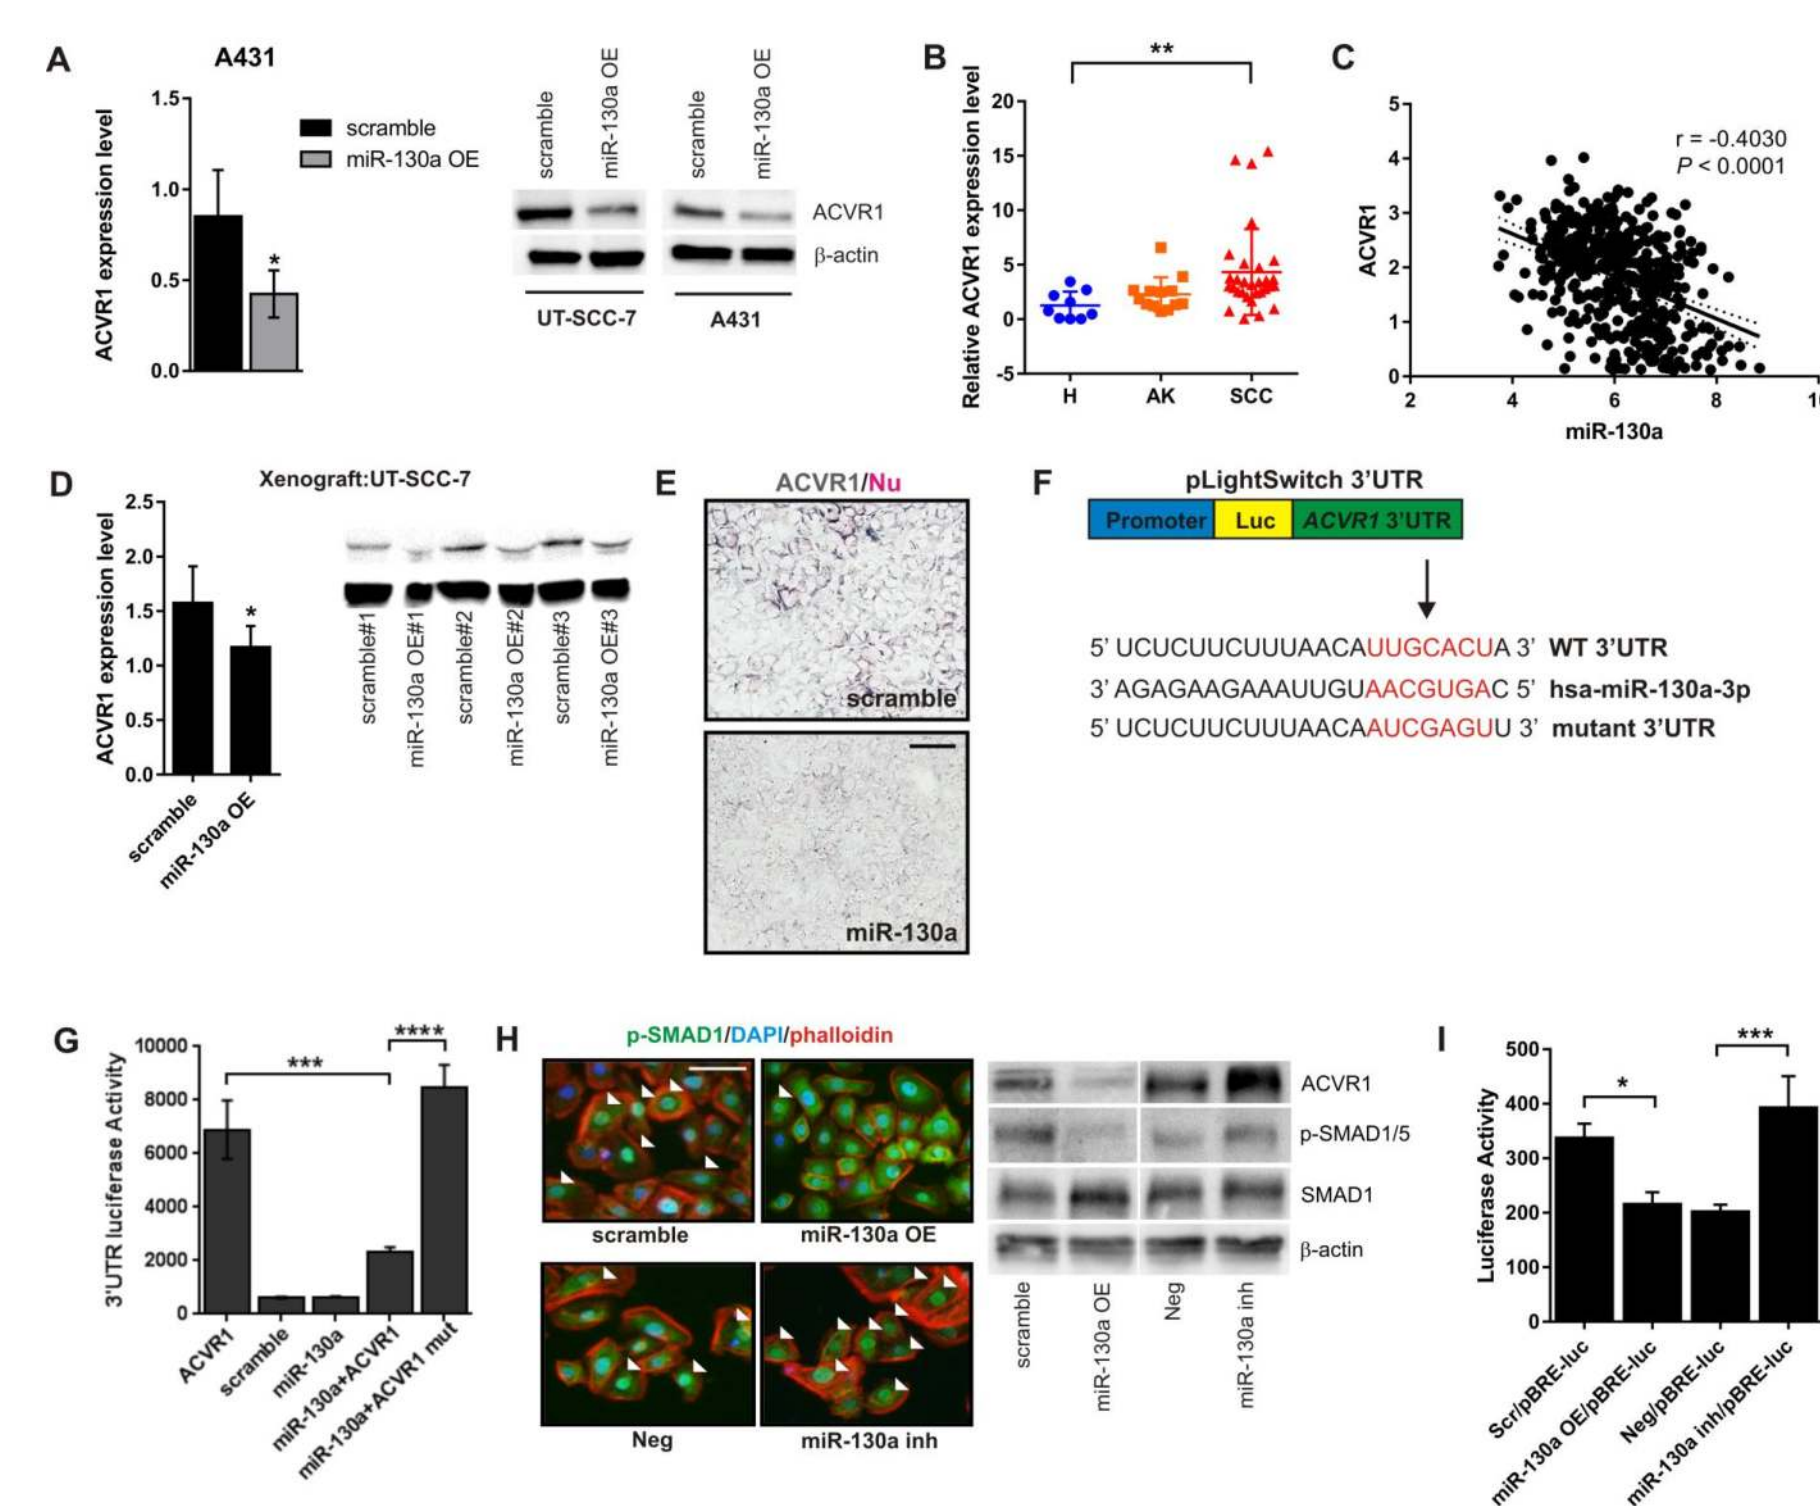 A
A431
ACVR1 expression level
1.5
1.0
0.5
0.0
*
scramble
miR-130a OE
scramble
miR-130a OE
scramble
miR-130a OE
ACVR1
β-actin
UT-SCC-7
A431
B
**
Relative ACVR1 expression level
20
15
10
5
0
-5
H
AK
SCC
C
ACVR1
5
4
3
2
1
0
r = -0.4030
P < 0.0001
2
4
6
8
miR-130a
D
Xenograft:UT-SCC-7
ACVR1 expression level
2.5
2.0
1.5
1.0
0.5
0.0
*
scramble
miR-130a OE
scramble#1
miR-130a OE#1
scramble#2
miR-130a OE#2
scramble#3
miR-130a OE#3
E
ACVR1/Nu
scramble
miR-130a
F
pLightSwitch 3’UTR
Promoter
Luc
ACVR1 3’UTR
5’ UCUCUUCUUUAACAUUGCACUA 3’ WT 3’UTR
3’ AGAGAAGAAAUUGUAACGUGAC 5’ hsa-miR-130a-3p
5’ UCUCUUCUUUAACAAUCGAGUU 3’ mutant 3’UTR
G
3'UTR luciferase Activity
10000
8000
6000
4000
2000
0
***
****
ACVR1
scramble
miR-130a
miR-130a+ACVR1
miR-130a+ACVR1 mut
H
p-SMAD1/DAPI/phalloidin
scramble
miR-130a OE
Neg
miR-130a inh
ACVR1
p-SMAD1/5
SMAD1
β-actin
scramble
miR-130a OE
Neg
miR-130a inh
I
Luciferase Activity
500
400
300
200
100
0
*
***
Scr/pBRE-luc
miR-130a OE/pBRE-luc
Neg/pBRE-luc
miR-130a inh/pBRE-luc